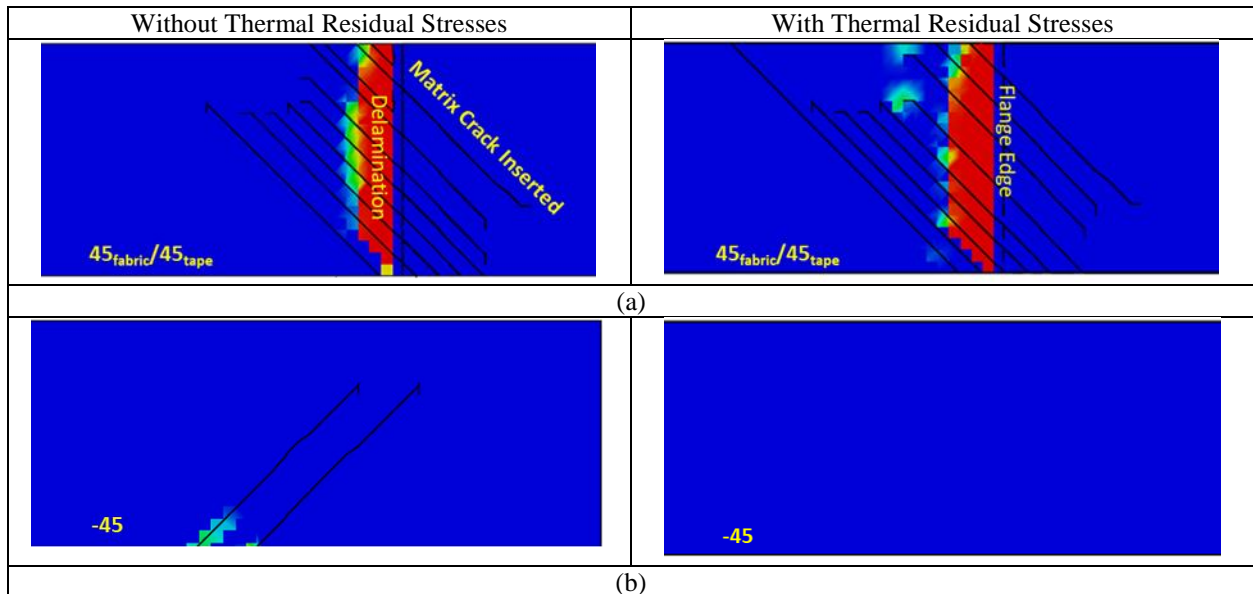 Without Thermal Residual Stresses
With Thermal Residual Stresses
Delamination
Matrix Crack Inserted
45fabric/45tape
Flange Edge
45fabric/45tape
(a)
-45
-45
(b)